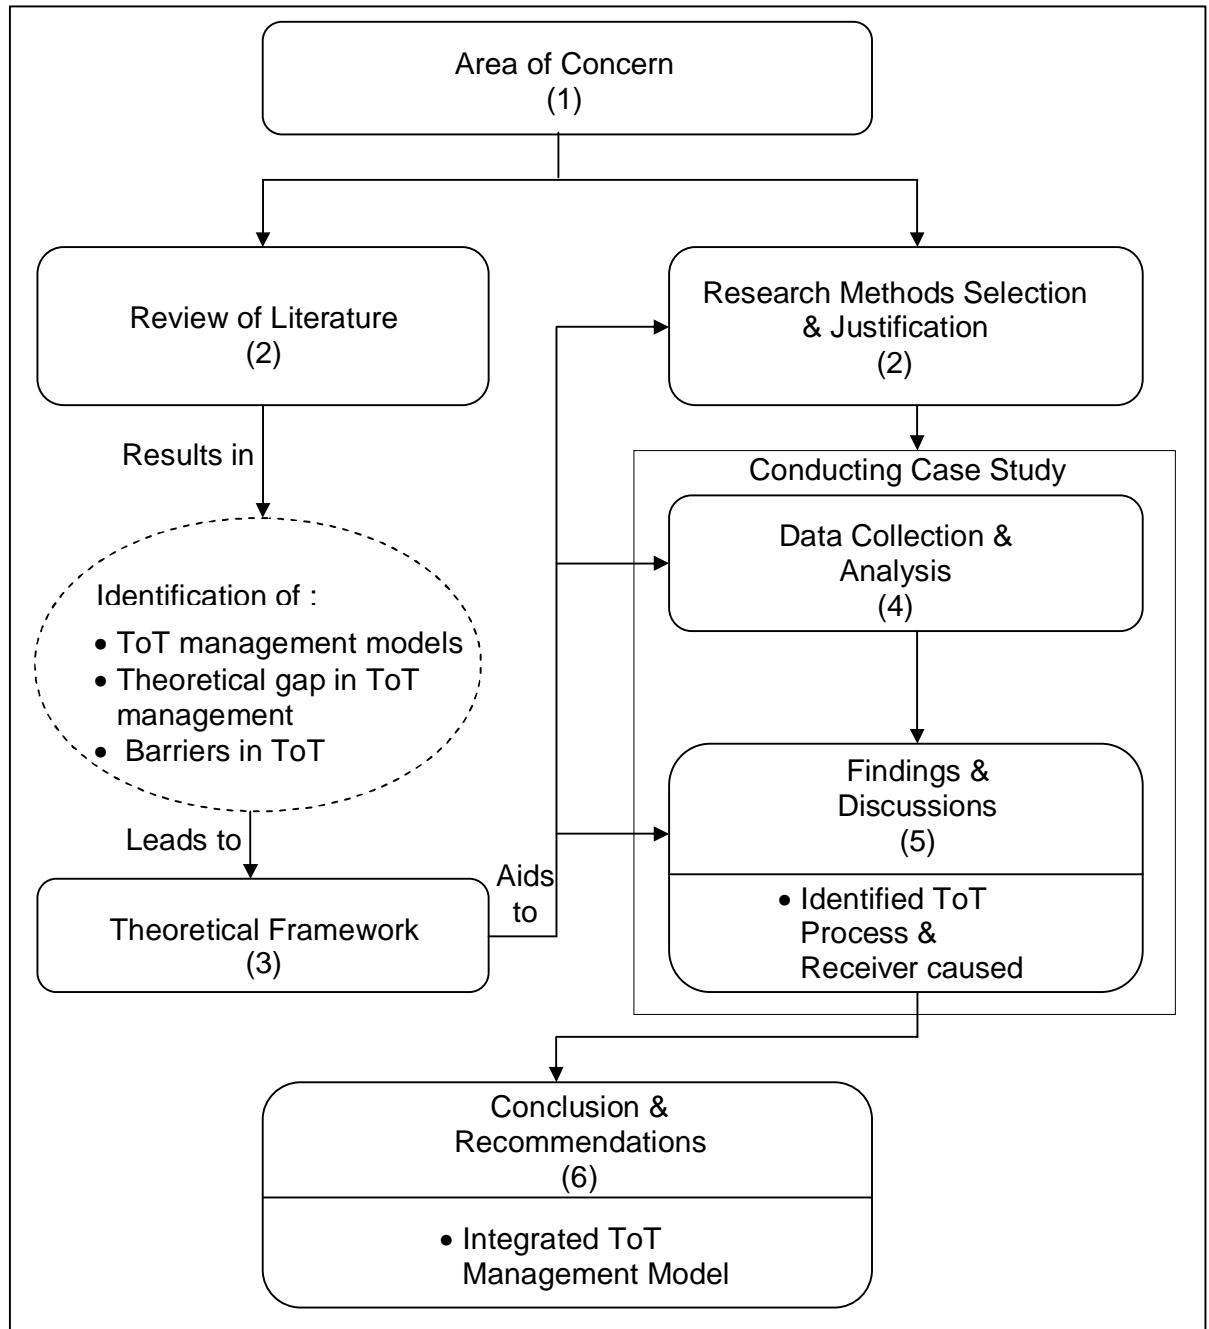 Area of Concern
(1)
Review of Literature
(2)
Research Methods Selection
& Justification
(2)
Results in
Conducting Case Study
Data Collection &
Analysis
(4)
Identification of :
• ToT management models
• Theoretical gap in ToT
management
• Barriers in ToT
Leads to
Theoretical Framework
(3)
Aids
to
Findings &
Discussions
(5)
• Identified ToT
Process &
Receiver caused
Conclusion &
Recommendations
(6)
• Integrated ToT
Management Model